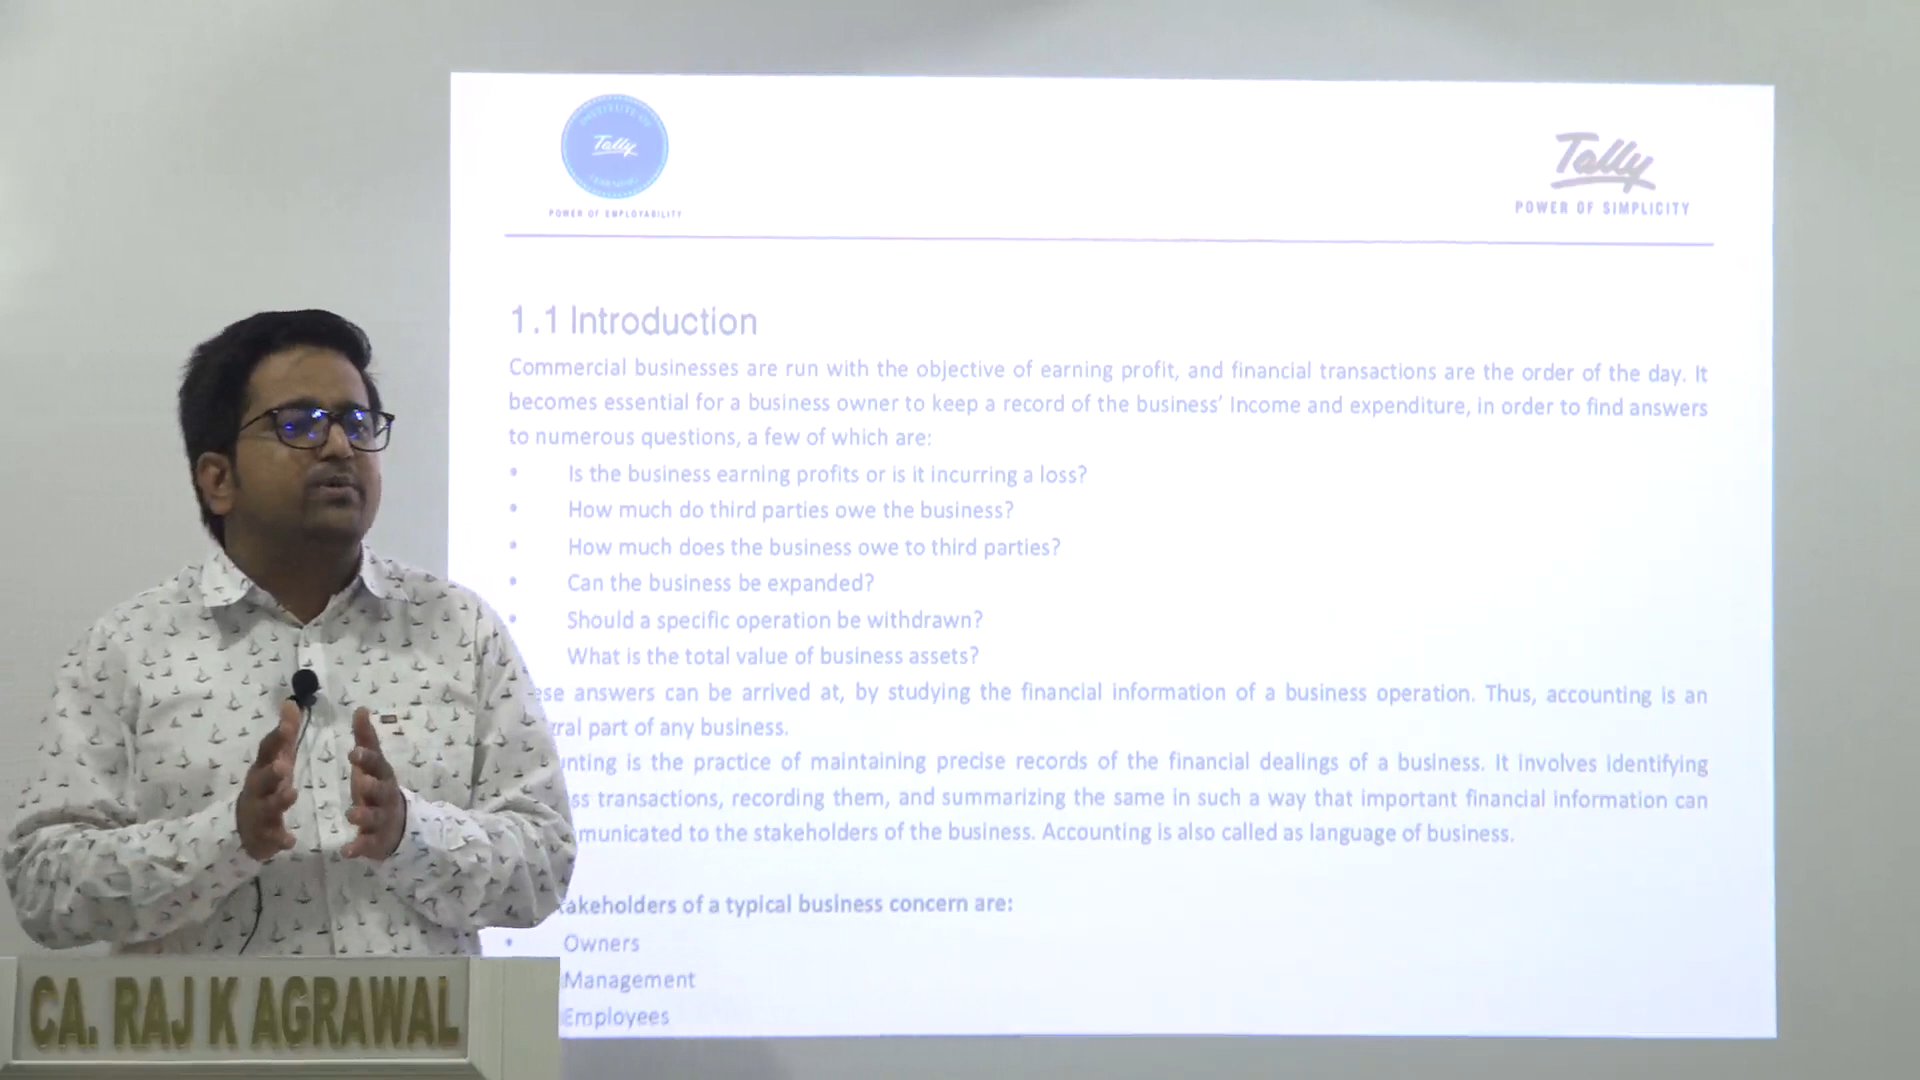 INSTITUTE OF
Tally
LEARNING
POWER OF EMPLOYABILITY
Tally
POWER OF SIMPLICITY
1.1 Introduction
Commercial businesses are run with the objective of earning profit, and financial transactions are the order of the day. It
becomes essential for a business owner to keep a record of the business’ Income and expenditure, in order to find answers
to numerous questions, a few of which are:
• Is the business earning profits or is it incurring a loss?
• How much do third parties owe the business?
• How much does the business owe to third parties?
• Can the business be expanded?
• Should a specific operation be withdrawn?
What is the total value of business assets?
ese answers can be arrived at, by studying the financial information of a business operation. Thus, accounting is an
gral part of any business.
unting is the practice of maintaining precise records of the financial dealings of a business. It involves identifying
ss transactions, recording them, and summarizing the same in such a way that important financial information can
municated to the stakeholders of the business. Accounting is also called as language of business.
takeholders of a typical business concern are:
• Owners
Management
Employees
CA. RAJ K AGRAWAL